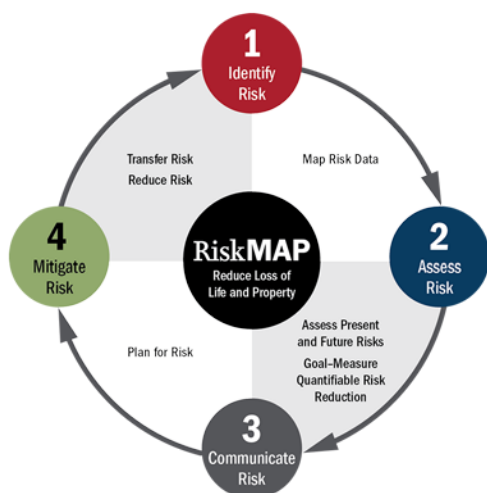 1
Identify
Risk
Transfer Risk
Reduce Risk
Map Risk Data
4
Mitigate
Risk
RiskMAP
Reduce Loss of
Life and Property
2
Assess
Risk
Plan for Risk
Assess Present
and Future Risks
Goal–Measure
Quantifiable Risk
Reduction
3
Communicate
Risk